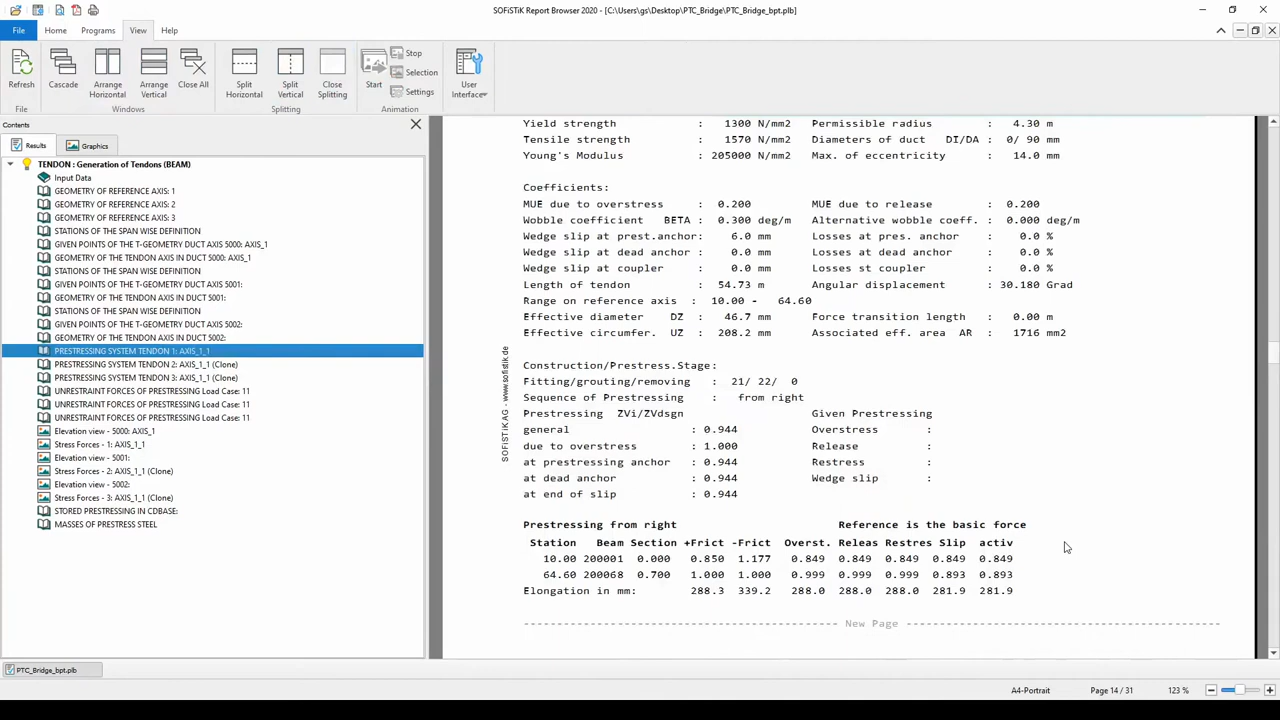 SOFiSTiK Report Browser 2020 - [C:\Users\gs\Desktop\PTC_Bridge\PTC_Bridge_bpt.plb]
File Home Programs View Help
Refresh Cascade Arrange Horizontal Arrange Vertical Close All Split Horizontal Split Vertical Close Splitting Start Stop Selection Settings User Interface
File Windows Splitting Animation
Contents
Results Graphics
TENDON : Generation of Tendons (BEAM)
Input Data
GEOMETRY OF REFERENCE AXIS: 1
GEOMETRY OF REFERENCE AXIS: 2
GEOMETRY OF REFERENCE AXIS: 3
STATIONS OF THE SPAN WISE DEFINITION
GIVEN POINTS OF THE T-GEOMETRY DUCT AXIS 5000: AXIS_1
GEOMETRY OF THE TENDON AXIS IN DUCT 5000: AXIS_1
STATIONS OF THE SPAN WISE DEFINITION
GIVEN POINTS OF THE T-GEOMETRY DUCT AXIS 5001:
GEOMETRY OF THE TENDON AXIS IN DUCT 5001:
STATIONS OF THE SPAN WISE DEFINITION
GIVEN POINTS OF THE T-GEOMETRY DUCT AXIS 5002:
GEOMETRY OF THE TENDON AXIS IN DUCT 5002:
PRESTRESSING SYSTEM TENDON 1: AXIS_1_1
PRESTRESSING SYSTEM TENDON 2: AXIS_1_1 (Clone)
PRESTRESSING SYSTEM TENDON 3: AXIS_1_1 (Clone)
UNRESTRAINT FORCES OF PRESTRESSING Load Case: 11
UNRESTRAINT FORCES OF PRESTRESSING Load Case: 11
UNRESTRAINT FORCES OF PRESTRESSING Load Case: 11
Elevation view - 5000: AXIS_1
Stress Forces - 1: AXIS_1_1
Elevation view - 5001:
Stress Forces - 2: AXIS_1_1 (Clone)
Elevation view - 5002:
Stress Forces - 3: AXIS_1_1 (Clone)
STORED PRESTRESSING IN CDBASE:
MASSES OF PRESTRESS STEEL
Yield strength : 1300 N/mm2 Permissible radius : 4.30 m
Tensile strength : 1570 N/mm2 Diameters of duct DI/DA : 0/ 90 mm
Young's Modulus : 205000 N/mm2 Max. of eccentricity : 14.0 mm
Coefficients:
MUE due to overstress : 0.200 MUE due to release : 0.200
Wobble coefficient BETA : 0.300 deg/m Alternative wobble coeff. : 0.000 deg/m
Wedge slip at prest.anchor: 6.0 mm Losses at pres. anchor : 0.0 %
Wedge slip at dead anchor : 0.0 mm Losses at dead anchor : 0.0 %
Wedge slip at coupler : 0.0 mm Losses st coupler : 0.0 %
Length of tendon : 54.73 m Angular displacement : 30.180 Grad
Range on reference axis : 10.00 - 64.60
Effective diameter DZ : 46.7 mm Force transition length : 0.00 m
Effective circumfer. UZ : 208.2 mm Associated eff. area AR : 1716 mm2
SOFiSTiK AG - www.sofistik.de
Construction/Prestress.Stage:
Fitting/grouting/removing : 21/ 22/ 0
Sequence of Prestressing : from right
Prestressing ZVi/ZVdsgn Given Prestressing
general : 0.944 Overstress :
due to overstress : 1.000 Release :
at prestressing anchor : 0.944 Restress :
at dead anchor : 0.944 Wedge slip :
at end of slip : 0.944
Prestressing from right Reference is the basic force
Station Beam Section +Frict -Frict Overst. Releas Restres Slip activ
10.00 200001 0.000 0.850 1.177 0.849 0.849 0.849 0.849 0.849
64.60 200068 0.700 1.000 1.000 0.999 0.999 0.999 0.893 0.893
Elongation in mm: 288.3 339.2 288.0 288.0 288.0 281.9 281.9
New Page
PTC_Bridge_bpt.plb
A4-Portrait Page 14 / 31 123 %